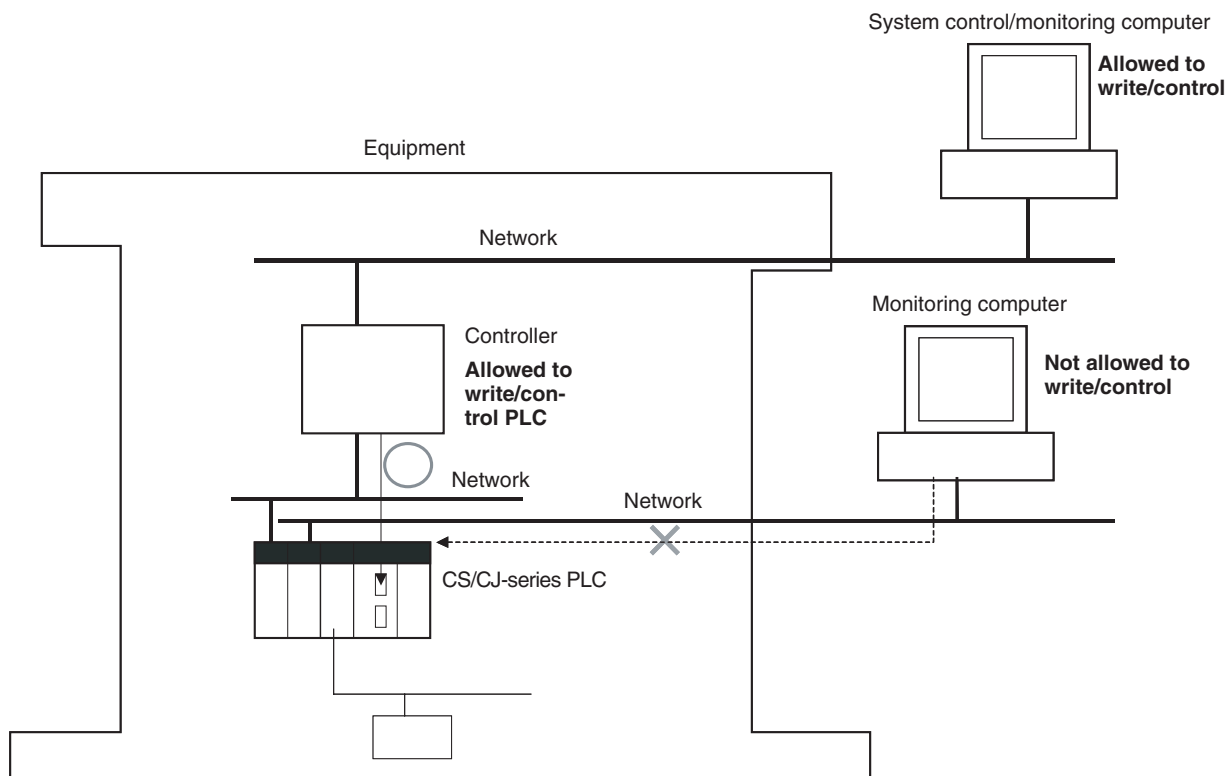 System control/monitoring computer
Allowed to
write/control
Equipment
Network
Monitoring computer
Controller
Allowed to
write/con-
trol PLC
Not allowed to
write/control
Network
Network
CS/CJ-series PLC